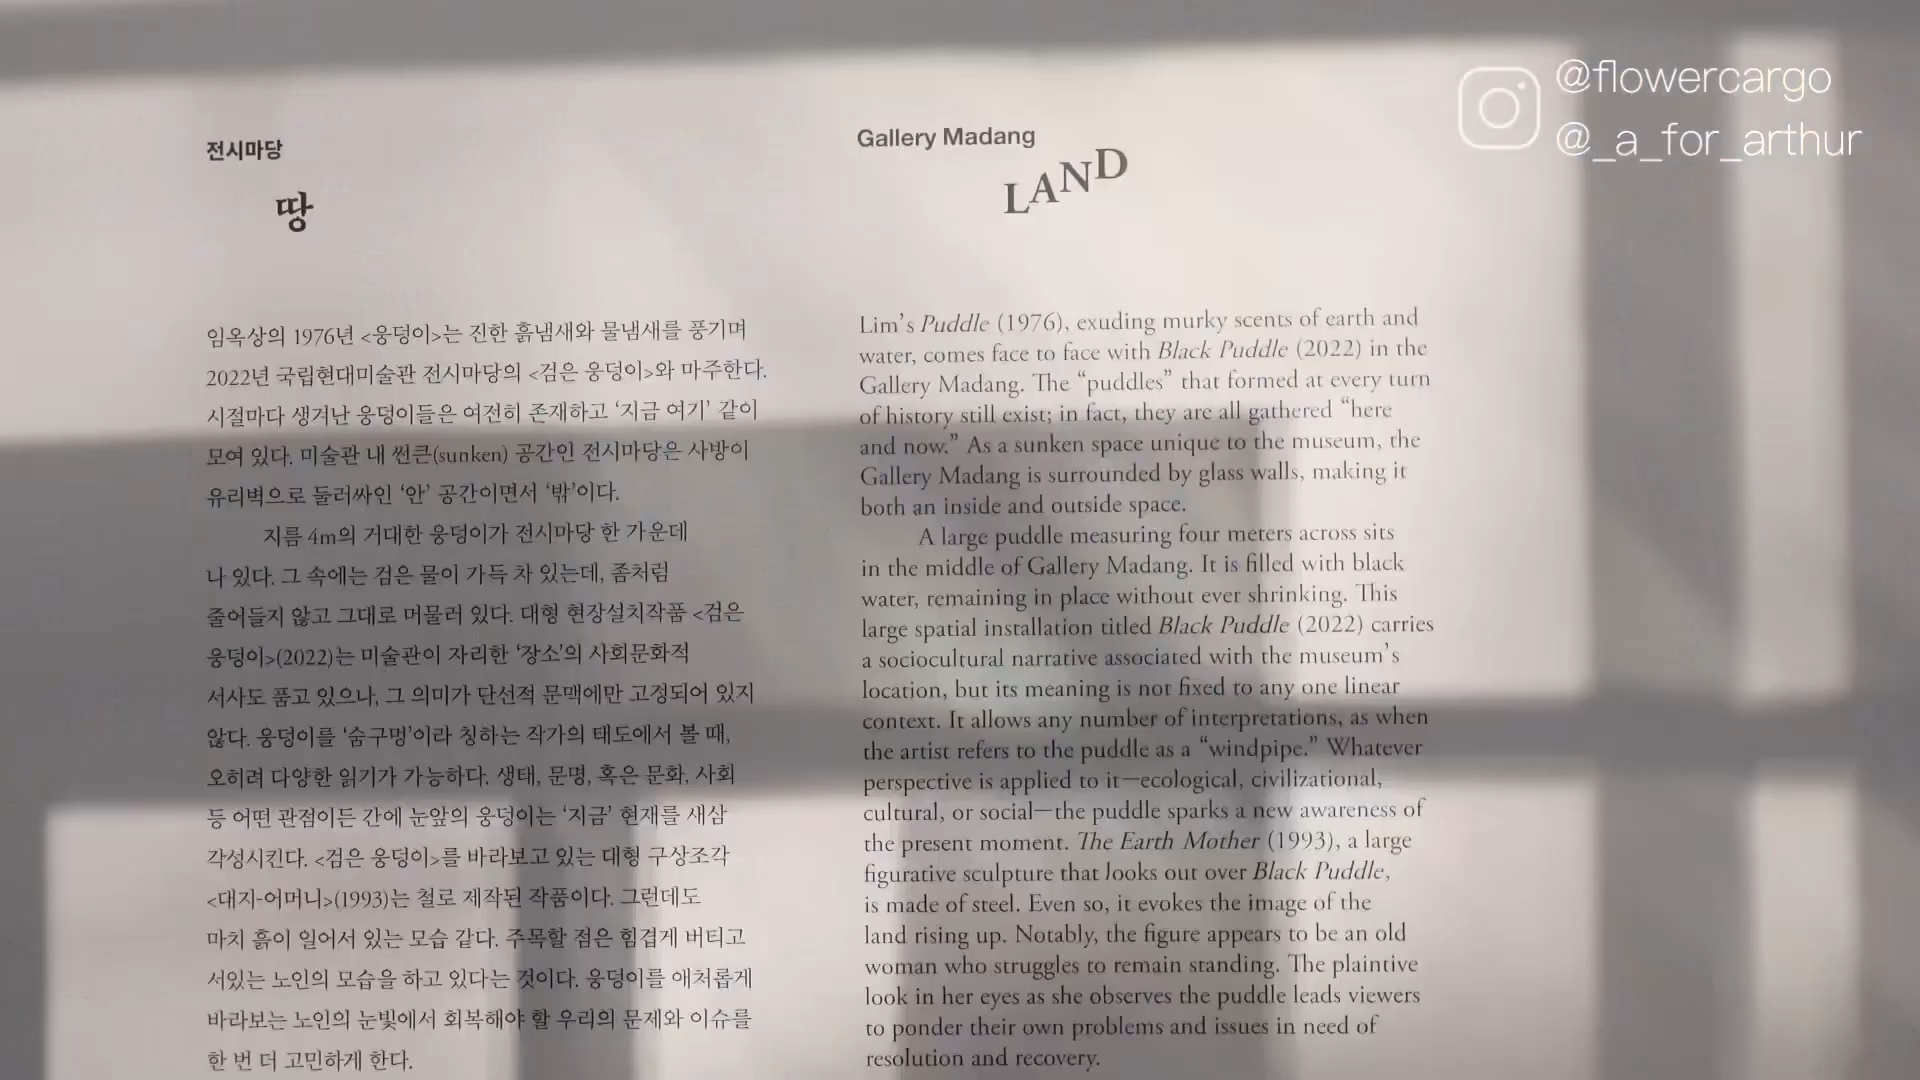 @flowercargo
@_a_for_arthur
전시마당
땅
임옥상의 1976년 <웅덩이>는 진한 흙냄새와 물냄새를 풍기며
2022년 국립현대미술관 전시마당의 <검은 웅덩이>와 마주한다.
시절마다 생겨난 웅덩이들은 여전히 존재하고 ‘지금 여기’ 같이
모여 있다. 미술관 내 썬큰(sunken) 공간인 전시마당은 사방이
유리벽으로 둘러싸인 ‘안’ 공간이면서 ‘밖’이다.
지름 4m의 거대한 웅덩이가 전시마당 한 가운데
나 있다. 그 속에는 검은 물이 가득 차 있는데, 좀처럼
줄어들지 않고 그대로 머물러 있다. 대형 현장설치작품 <검은
웅덩이>(2022)는 미술관이 자리한 ‘장소’의 사회문화적
서사도 품고 있으나, 그 의미가 단선적 문맥에만 고정되어 있지
않다. 웅덩이를 ‘숨구멍’이라 칭하는 작가의 태도에서 볼 때,
오히려 다양한 읽기가 가능하다. 생태, 문명, 혹은 문화, 사회
등 어떤 관점이든 간에 눈앞의 웅덩이는 ‘지금’ 현재를 새삼
각성시킨다. <검은 웅덩이>를 바라보고 있는 대형 구상조각
<대지-어머니>(1993)는 철로 제작된 작품이다. 그런데도
마치 흙이 일어서 있는 모습 같다. 주목할 점은 힘겹게 버티고
서있는 노인의 모습을 하고 있다는 것이다. 웅덩이를 애처롭게
바라보는 노인의 눈빛에서 회복해야 할 우리의 문제와 이슈를
한 번 더 고민하게 한다.
Gallery Madang
LAND
Lim’s Puddle (1976), exuding murky scents of earth and
water, comes face to face with Black Puddle (2022) in the
Gallery Madang. The “puddles” that formed at every turn
of history still exist; in fact, they are all gathered “here
and now.” As a sunken space unique to the museum, the
Gallery Madang is surrounded by glass walls, making it
both an inside and outside space.
A large puddle measuring four meters across sits
in the middle of Gallery Madang. It is filled with black
water, remaining in place without ever shrinking. This
large spatial installation titled Black Puddle (2022) carries
a sociocultural narrative associated with the museum’s
location, but its meaning is not fixed to any one linear
context. It allows any number of interpretations, as when
the artist refers to the puddle as a “windpipe.” Whatever
perspective is applied to it—ecological, civilizational,
cultural, or social—the puddle sparks a new awareness of
the present moment. The Earth Mother (1993), a large
figurative sculpture that looks out over Black Puddle,
is made of steel. Even so, it evokes the image of the
land rising up. Notably, the figure appears to be an old
woman who struggles to remain standing. The plaintive
look in her eyes as she observes the puddle leads viewers
to ponder their own problems and issues in need of
resolution and recovery.